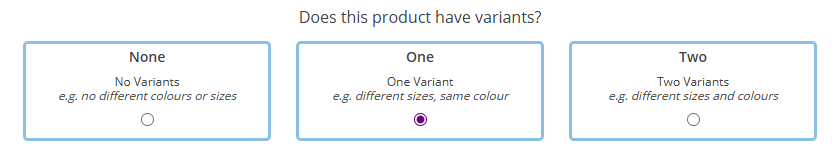 Does this product have variants?
None
No Variants
e.g. no different colours or sizes
One
One Variant
e.g. different sizes, same colour
Two
Two Variants
e.g. different sizes and colours